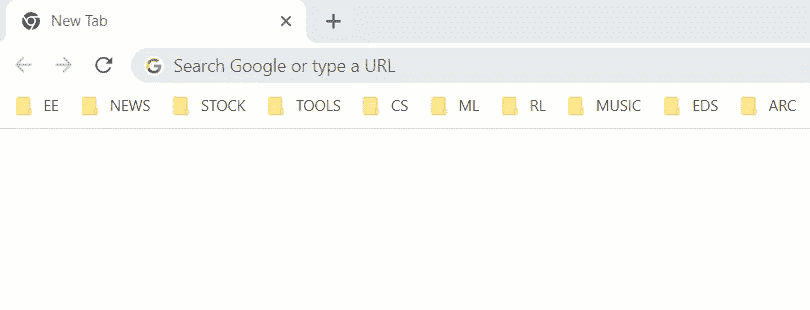 New Tab
Search Google or type a URL
EE NEWS STOCK TOOLS CS ML RL MUSIC EDS ARC